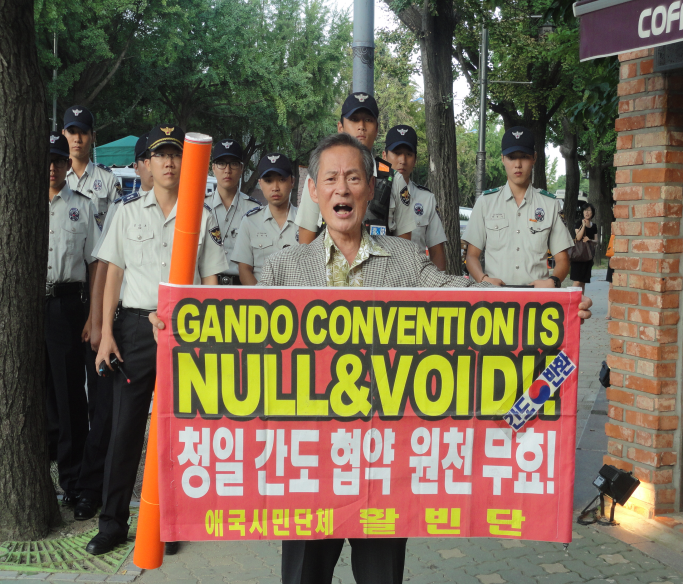 COF
GANDO CONVENTION IS
NULL&VOID!!
간도 반환
청일 간도 협약 원천 무효!
애국시민단체 활빈단